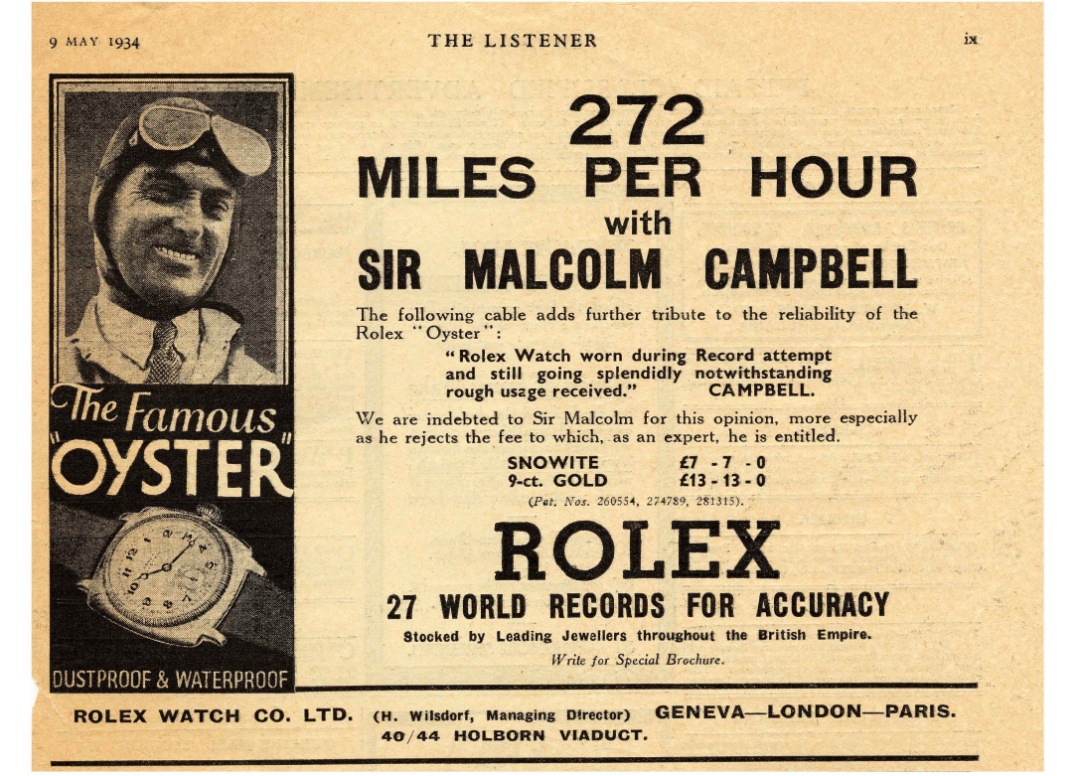 9 MAY 1934
THE LISTENER
ix
The Famous
"OYSTER"
DUSTPROOF & WATERPROOF
272
MILES PER HOUR
with
SIR MALCOLM CAMPBELL
The following cable adds further tribute to the reliability of the
Rolex "Oyster":
"Rolex Watch worn during Record attempt
and still going splendidly notwithstanding
rough usage received." CAMPBELL.
We are indebted to Sir Malcolm for this opinion, more especially
as he rejects the fee to which, as an expert, he is entitled.
SNOWITE £7 - 7 - 0
9-ct. GOLD £13 - 13 - 0
(Pat. Nos. 260554, 274789, 281315).
ROLEX
27 WORLD RECORDS FOR ACCURACY
Stocked by Leading Jewellers throughout the British Empire.
Write for Special Brochure.
ROLEX WATCH CO. LTD. (H. Wilsdorf, Managing Director) GENEVA—LONDON—PARIS.
40/44 HOLBORN VIADUCT.